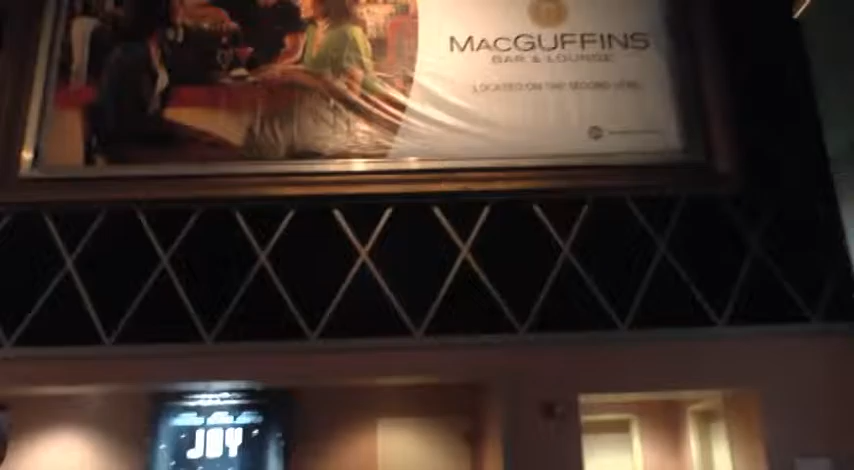 MACGUFFINS
BAR & LOUNGE
LOCATED ON THE SECOND LEVEL
JOY